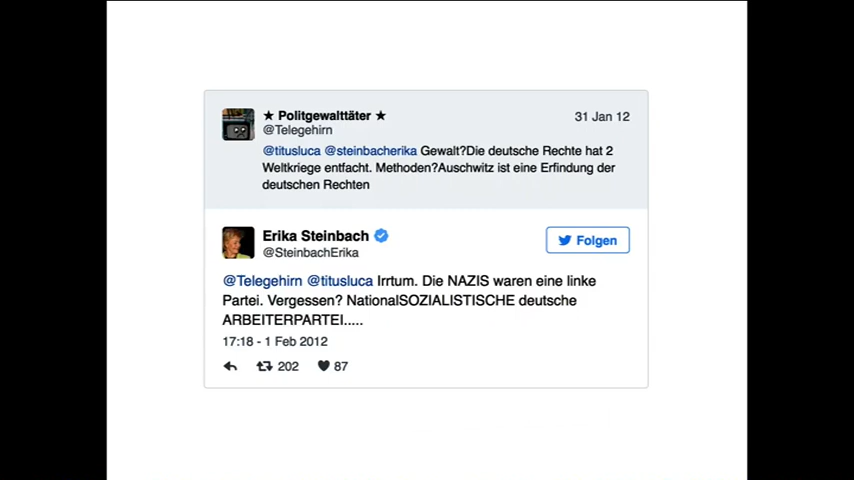 ★ Politgewalttäter ★ 31 Jan 12
@Telegehirn
@titusluca @steinbacherika Gewalt?Die deutsche Rechte hat 2
Weltkriege entfacht. Methoden?Auschwitz ist eine Erfindung der
deutschen Rechten
Erika Steinbach
@SteinbachErika
Folgen
@Telegehirn @titusluca Irrtum. Die NAZIS waren eine linke
Partei. Vergessen? NationalSOZIALISTISCHE deutsche
ARBEITERPARTEI.....
17:18 - 1 Feb 2012
202 87